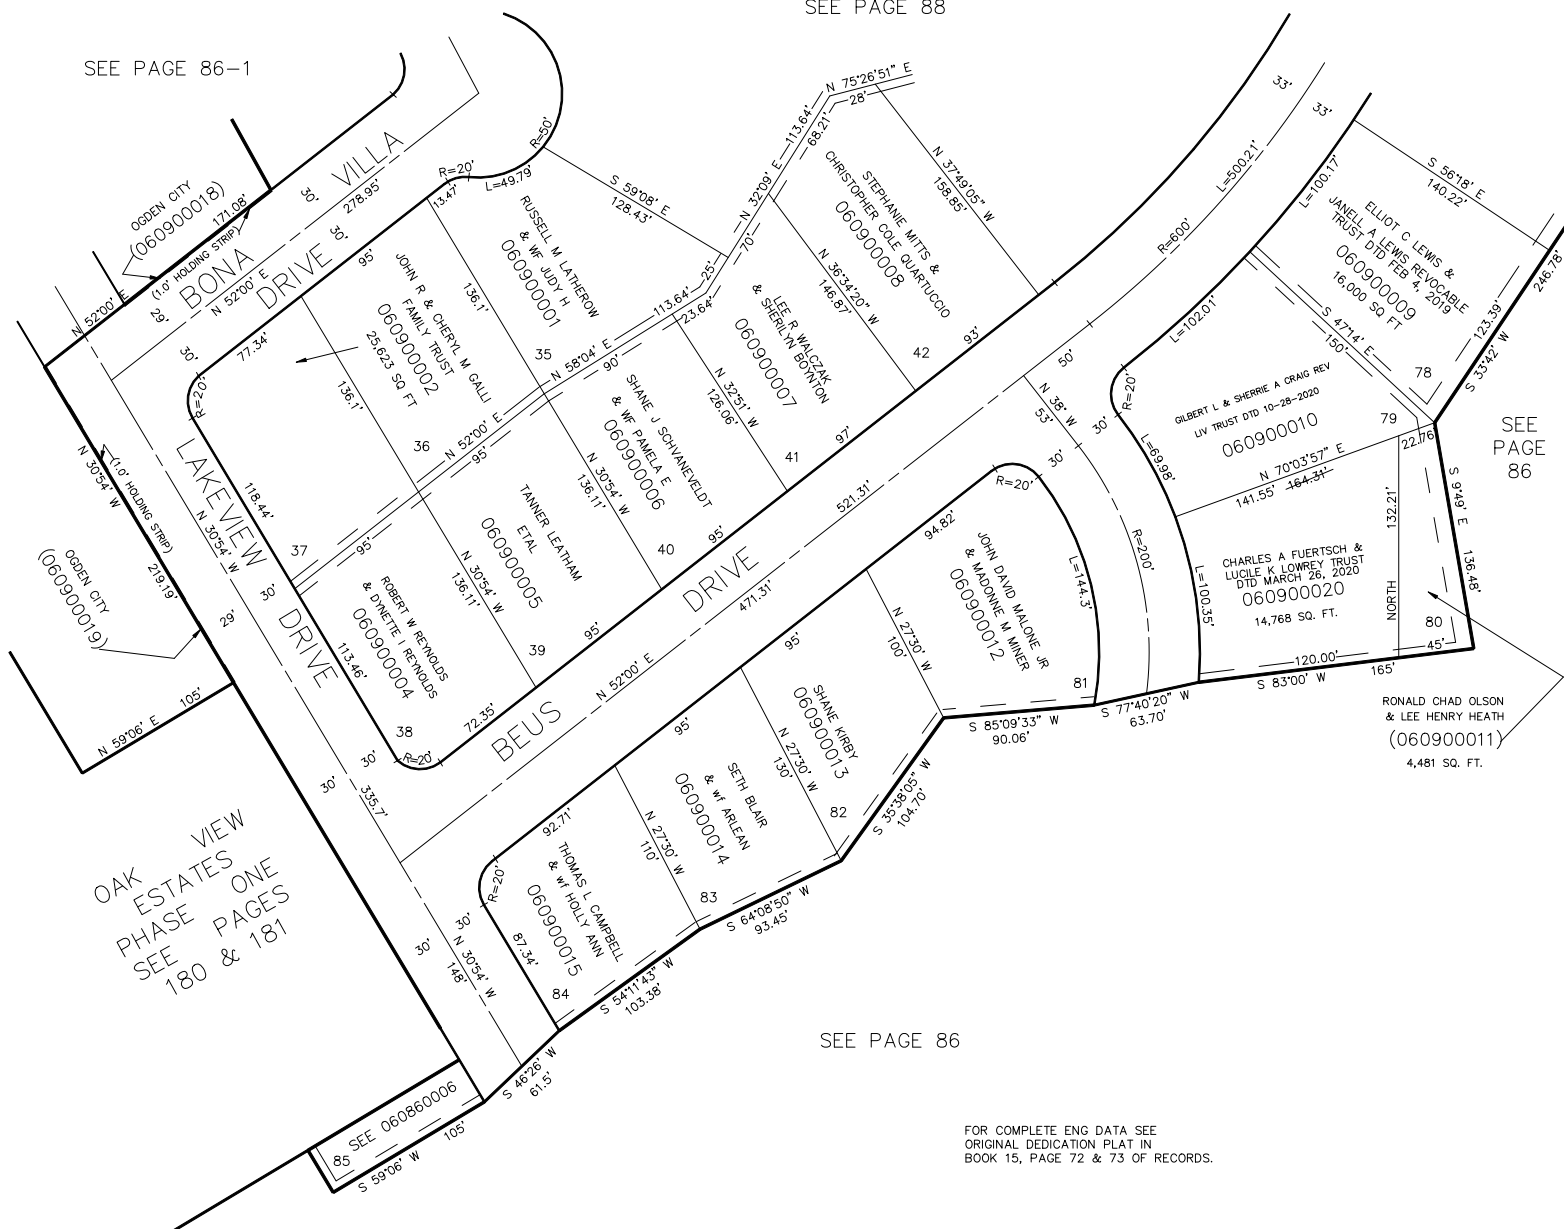 SEE PAGE 88
SEE PAGE 86-1
OGDEN CITY
(060900018)
171.08'
(1.0' HOLDING STRIP)
N 52°00' E
29'
30'
BONA VILLA
DRIVE
278.95'
N 52°00' E
30'
R=20'
13.47'
L=49.79'
R=50'
S 59°08' E
128.43'
RUSSELL M LATHEROW
& WF JUDY H
060900001
35
136.1'
95'
JOHN R & CHERYL M GALLI
FAMILY TRUST
060900002
25,623 SQ FT
36
77.34'
136.1'
30'
R=20'
118.44'
37
N 75°26'51" E
28'
113.64'
68.21'
N 32°09' E
70'
25'
113.64'
23.64'
N 58°04' E
90'
N 52°00' E
95'
95'
STEPHANIE MITTS &
CHRISTOPHER COLE QUARTUCCIO
060900008
N 37°49'05" W
158.85'
42
93'
N 36°34'20" W
146.87'
LEE R WALCZAK
& SHERILYN BOYNTON
060900007
41
97'
N 32°51' W
126.06'
SHANE J SCHVANEVELDT
& WF PAMELA E
060900006
40
95'
N 30°54' W
136.11'
TANNER LEATHAM
ETAL
060900005
39
95'
N 30°54' W
136.11'
ROBERT W REYNOLDS
& DYNETTE I REYNOLDS
060900004
38
113.46'
72.35'
R=20'
LAKEVIEW
DRIVE
N 30°54' W
30'
29'
(1.0' HOLDING STRIP)
N 30°54' W
219.19'
OGDEN CITY
(060900019)
N 59°06' E
105'
30'
30'
335.7'
BEUS
DRIVE
N 52°00' E
471.31'
521.31'
50'
R=600'
L=500.21'
33'
33'
L=100.17'
S 56°18' E
140.22'
ELLIOT C LEWIS &
JANELL A LEWIS REVOCABLE
TRUST DTD FEB 4, 2019
060900009
16,000 SQ FT
78
246.78'
123.39'
S 33°42' W
S 47°14' E
150'
L=102.01'
R=20'
GILBERT L & SHERRIE A CRAIG REV
LIV TRUST DTD 10-28-2020
060900010
79
N 70°03'57" E
141.55'
164.31'
22.76'
SEE
PAGE
86
S 9°49' E
136.48'
L=69.98'
N 38° W
53'
30'
30'
R=200'
L=100.35'
132.21'
NORTH
CHARLES A FUERTSCH &
LUCILE K LOWREY TRUST
DTD MARCH 26, 2020
060900020
14,768 SQ. FT.
80
45'
120.00'
S 83°00' W
165'
RONALD CHAD OLSON
& LEE HENRY HEATH
(060900011)
4,481 SQ. FT.
R=20'
94.82'
L=144.3'
JOHN DAVID MALONE JR
& MADONNE M MINER
060900012
81
S 85°09'33" W
90.06'
S 77°40'20" W
63.70'
N 27°30' W
100'
95'
SHANE KIRBY
060900013
82
S 35°38'05" W
104.70'
N 27°30' W
130'
95'
SETH BLAIR
& wf ARLEAN
060900014
83
S 64°08'50" W
93.45'
N 27°30' W
110'
92.71'
THOMAS L CAMPBELL
& wf HOLLY ANN
060900015
84
S 54°11'43" W
103.38'
R=20'
87.34'
30'
30'
N 30°54' W
148'
S 46°26' W
61.5'
OAK VIEW
ESTATES
PHASE ONE
SEE PAGES
180 & 181
SEE 060860006
85
S 59°06' W
105'
SEE PAGE 86
FOR COMPLETE ENG DATA SEE
ORIGINAL DEDICATION PLAT IN
BOOK 15, PAGE 72 & 73 OF RECORDS.